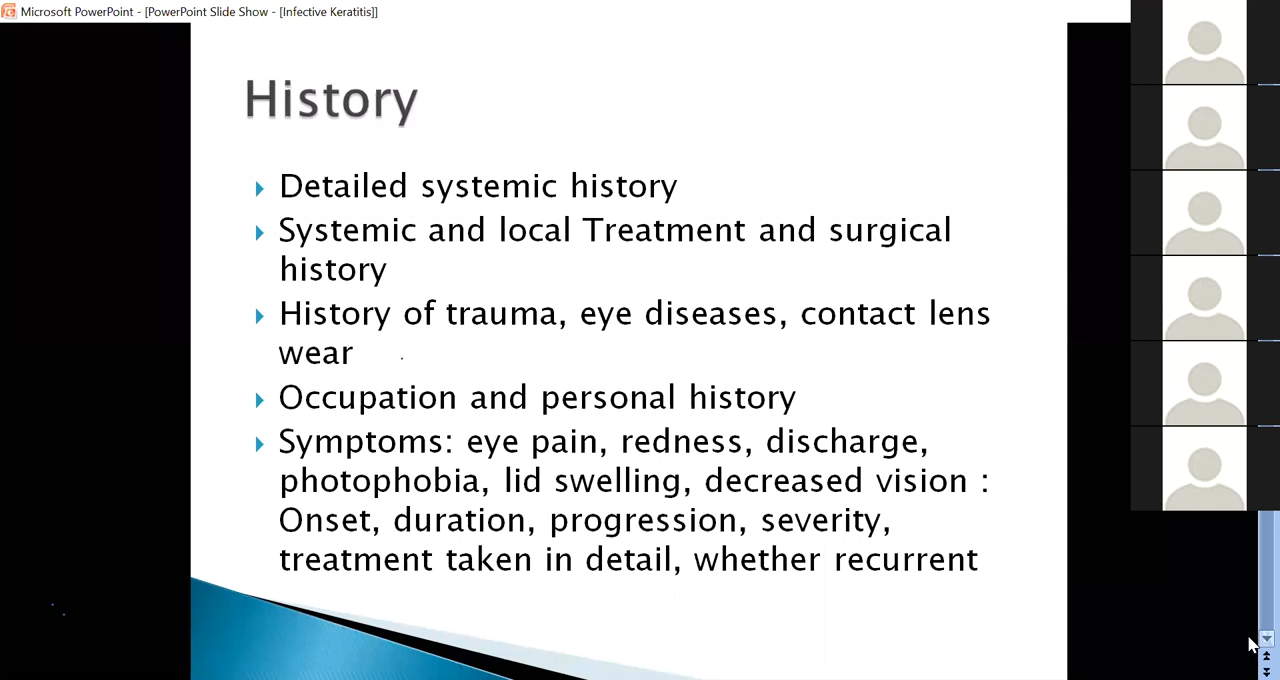 Microsoft PowerPoint - [PowerPoint Slide Show - [Infective Keratitis]]
History
Detailed systemic history
Systemic and local Treatment and surgical
history
History of trauma, eye diseases, contact lens
wear
Occupation and personal history
Symptoms: eye pain, redness, discharge,
photophobia, lid swelling, decreased vision :
Onset, duration, progression, severity,
treatment taken in detail, whether recurrent